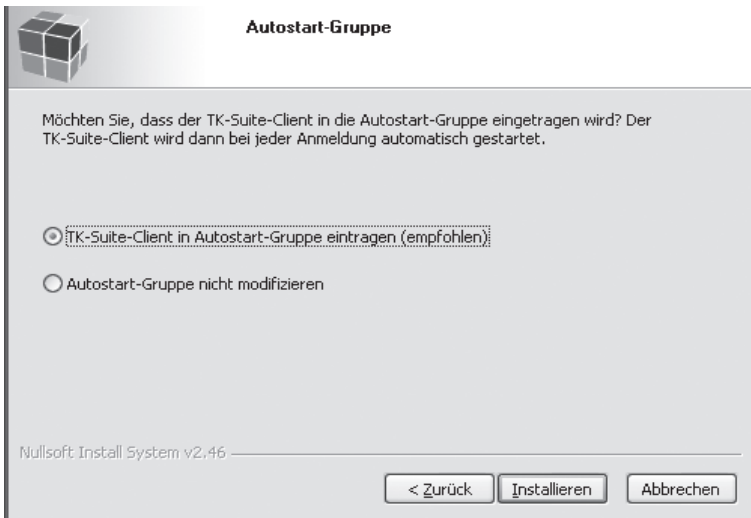 Autostart-Gruppe
Möchten Sie, dass der TK-Suite-Client in die Autostart-Gruppe eingetragen wird? Der
TK-Suite-Client wird dann bei jeder Anmeldung automatisch gestartet.
TK-Suite-Client in Autostart-Gruppe eintragen (empfohlen)
Autostart-Gruppe nicht modifizieren
Nullsoft Install System v2.46
< Zurück Installieren Abbrechen